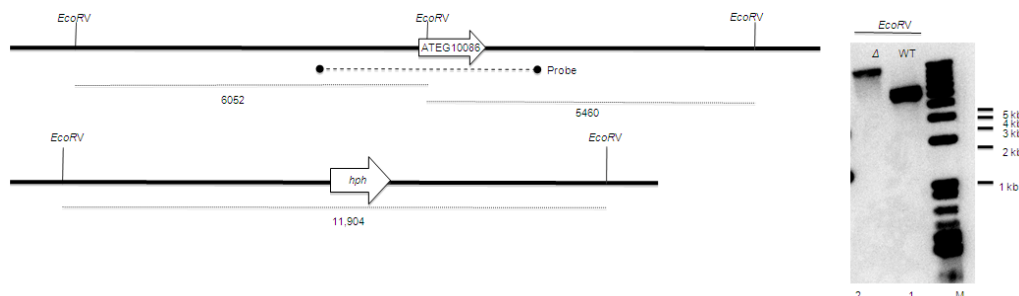 EcoRV
EcoRV
EcoRV
ATEG10086
Probe
6052
5460
EcoRV
EcoRV
hph
11,904
EcoRV
Δ WT
5 kb
4 kb
3 kb
2 kb
1 kb
2 1 M